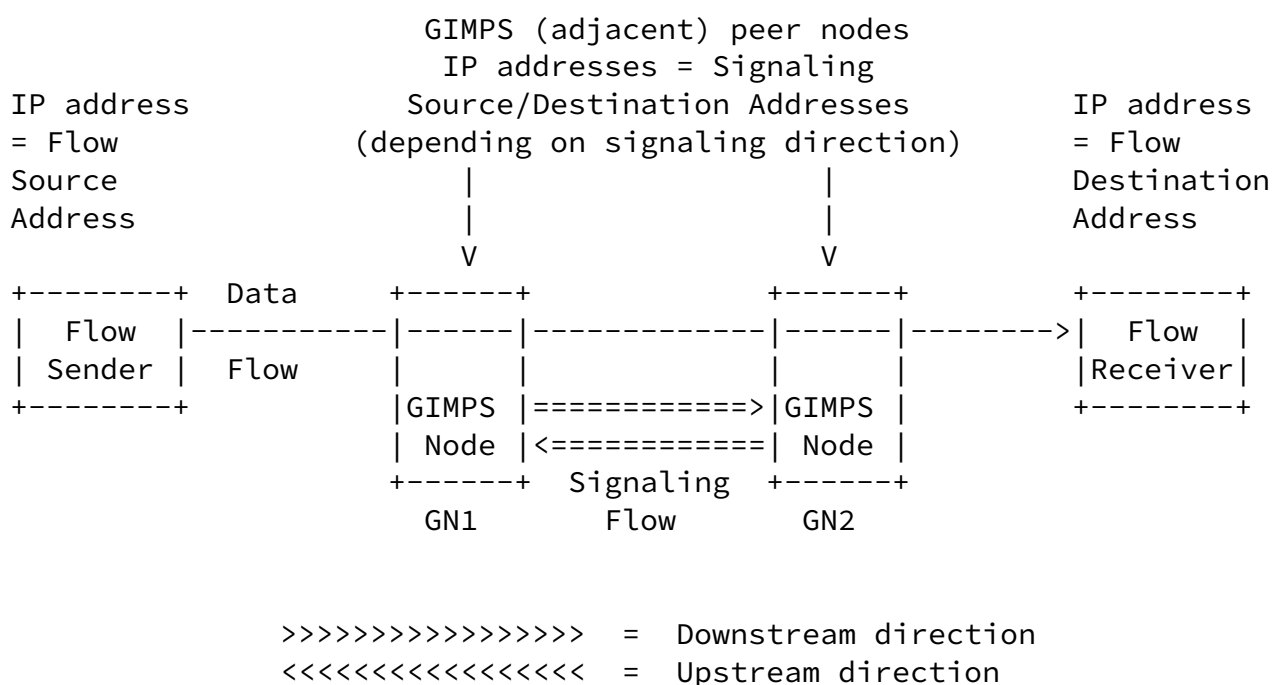 GIMPS (adjacent) peer nodes
                        IP addresses = Signaling
IP address            Source/Destination Addresses         IP address
= Flow             (depending on signaling direction)      = Flow
Source                   |                   |             Destination
Address                  |                   |             Address
                         V                   V
+--------+  Data     +------+             +------+         +--------+
|  Flow  |-----------|------|-------------|------|-------->|  Flow  |
| Sender |  Flow     |      |             |      |         |Receiver|
+--------+           |GIMPS |============>|GIMPS |         +--------+
                     | Node |<============| Node |
                     +------+  Signaling  +------+
                       GN1       Flow       GN2

               >>>>>>>>>>>>>>>>>  =  Downstream direction
               <<<<<<<<<<<<<<<<<  =  Upstream direction